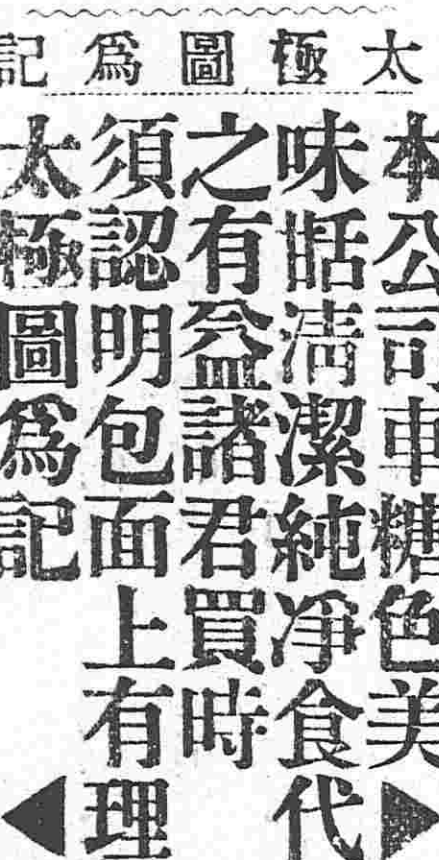 太極圖爲記
本公司車糖色美
味甛淸潔純凈食代
之有益諸君買時
須認明包面上有理
太極圖爲記